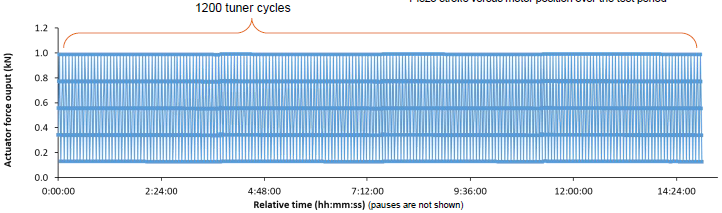 Piezo stroke versus motor position over the test period
1200 tuner cycles
1.2
1.0
0.8
0.6
0.4
0.2
0.0
Actuator force ouput (kN)
0:00:00 2:24:00 4:48:00 7:12:00 9:36:00 12:00:00 14:24:00
Relative time (hh:mm:ss) (pauses are not shown)